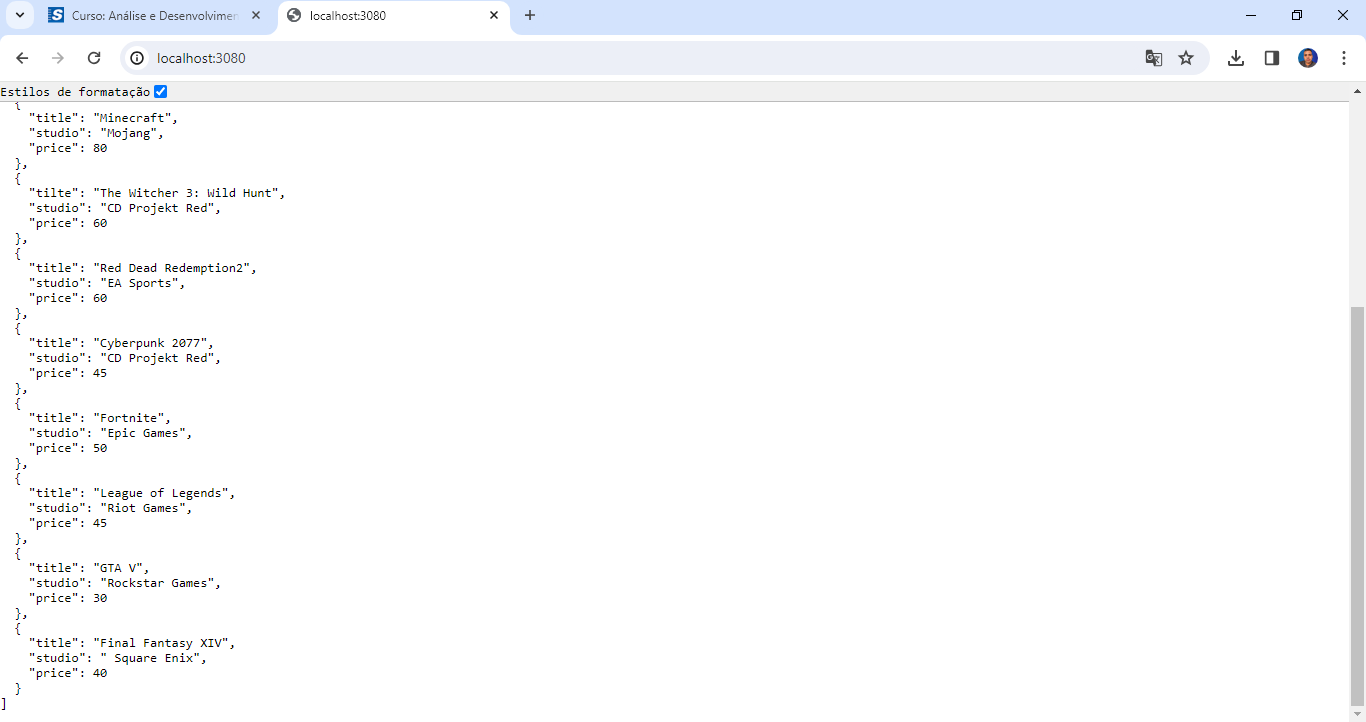 Curso: Análise e Desenvolvimen
localhost:3080
localhost:3080
Estilos de formatação
{
"title": "Minecraft",
"studio": "Mojang",
"price": 80
},
{
"tilte": "The Witcher 3: Wild Hunt",
"studio": "CD Projekt Red",
"price": 60
},
{
"title": "Red Dead Redemption2",
"studio": "EA Sports",
"price": 60
},
{
"title": "Cyberpunk 2077",
"studio": "CD Projekt Red",
"price": 45
},
{
"title": "Fortnite",
"studio": "Epic Games",
"price": 50
},
{
"title": "League of Legends",
"studio": "Riot Games",
"price": 45
},
{
"title": "GTA V",
"studio": "Rockstar Games",
"price": 30
},
{
"title": "Final Fantasy XIV",
"studio": " Square Enix",
"price": 40
}
]